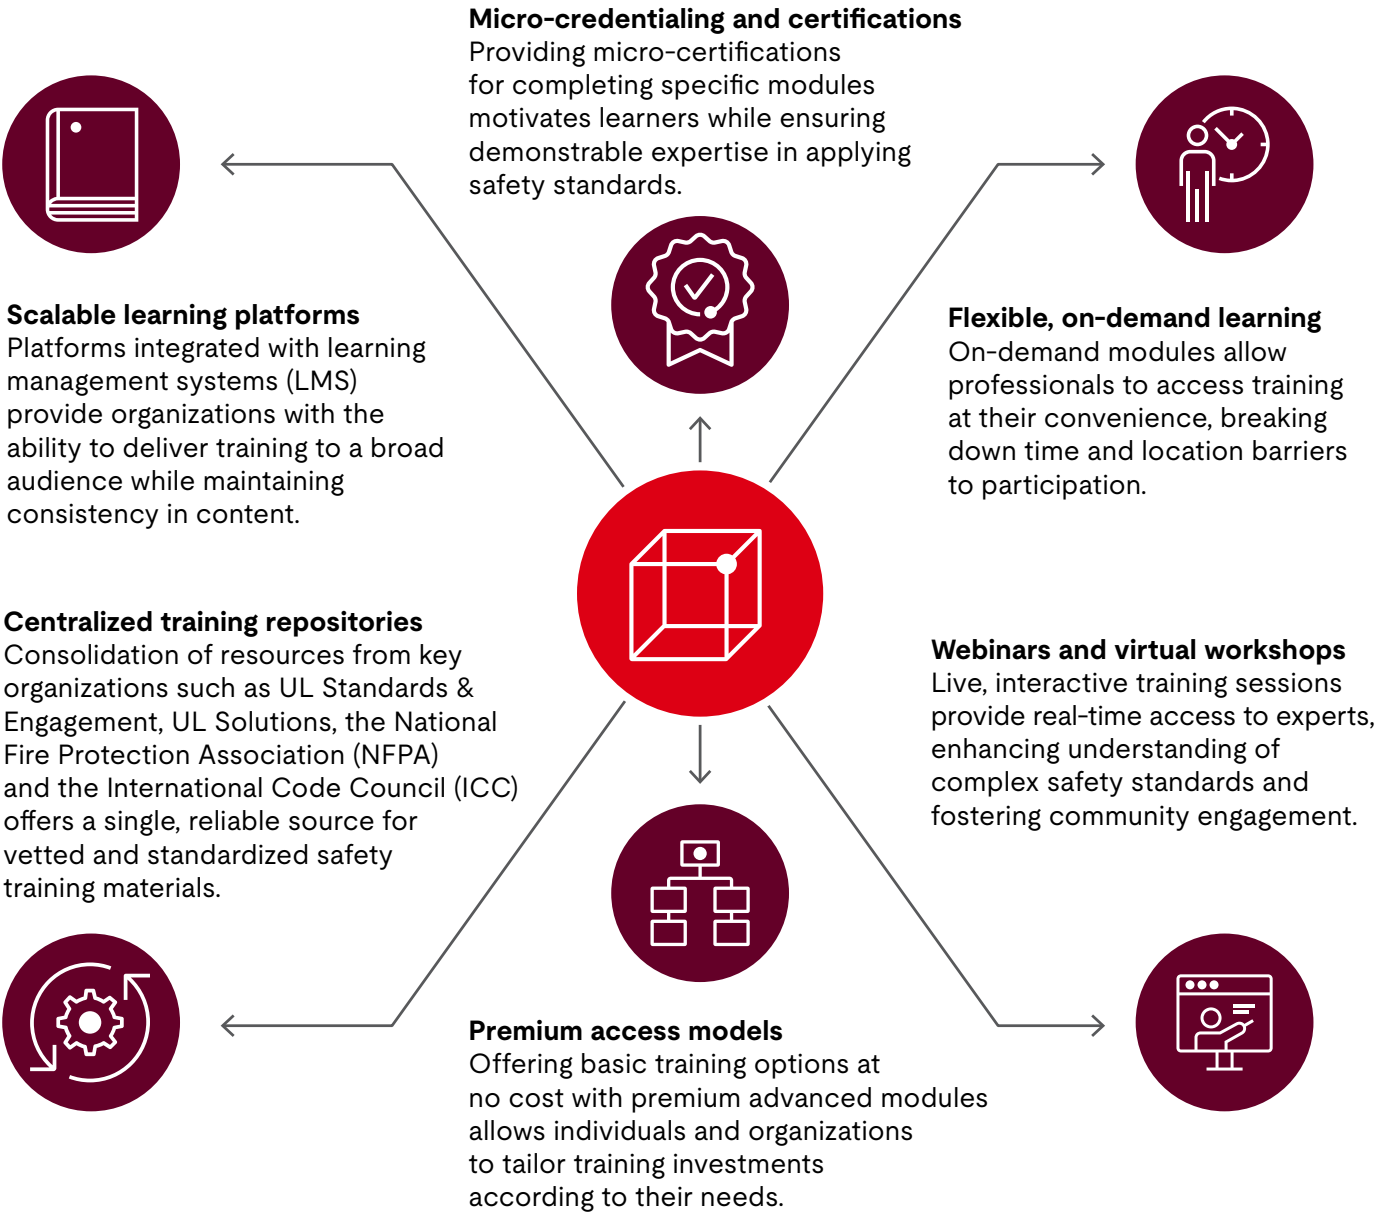 Micro-credentialing and certifications
Providing micro-certifications
for completing specific modules
motivates learners while ensuring
demonstrable expertise in applying
safety standards.
Scalable learning platforms
Platforms integrated with learning
management systems (LMS)
provide organizations with the
ability to deliver training to a broad
audience while maintaining
consistency in content.
Flexible, on-demand learning
On-demand modules allow
professionals to access training
at their convenience, breaking
down time and location barriers
to participation.
Centralized training repositories
Consolidation of resources from key
organizations such as UL Standards &
Engagement, UL Solutions, the National
Fire Protection Association (NFPA)
and the International Code Council (ICC)
offers a single, reliable source for
vetted and standardized safety
training materials.
Webinars and virtual workshops
Live, interactive training sessions
provide real-time access to experts,
enhancing understanding of
complex safety standards and
fostering community engagement.
Premium access models
Offering basic training options at
no cost with premium advanced modules
allows individuals and organizations
to tailor training investments
according to their needs.